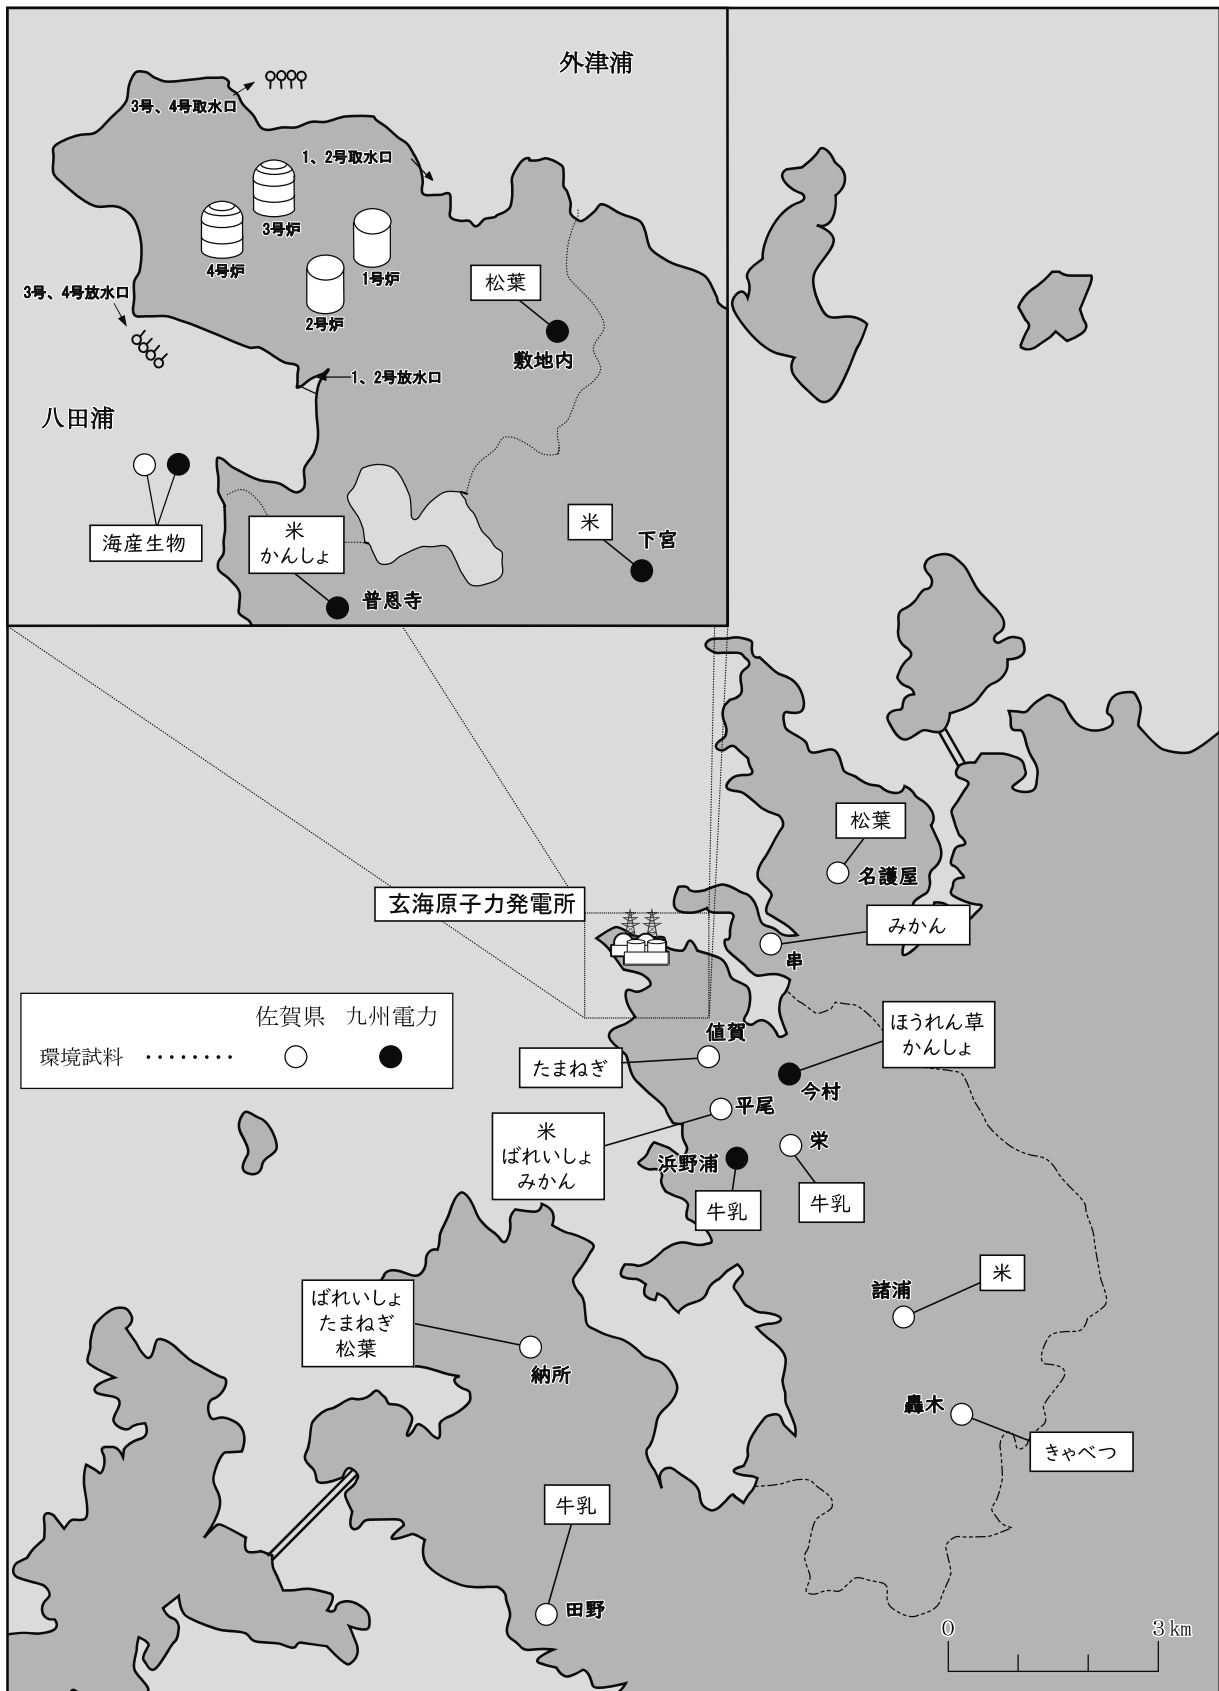 外津浦
3号、4号取水口
1、2号取水口
3号炉
4号炉
1号炉
2号炉
3号、4号放水口
松葉
敷地内
1、2号放水口
八田浦
海産生物
米
かんしょ
普恩寺
米
下宮
松葉
名護屋
玄海原子力発電所
みかん
串
佐賀県 九州電力
環境試料 ‥‥‥‥
値賀
たまねぎ
ほうれん草
かんしょ
今村
平尾
米
ばれいしょ
みかん
栄
浜野浦
牛乳
牛乳
諸浦
米
ばれいしょ
たまねぎ
松葉
納所
轟木
きゃべつ
牛乳
田野
0 3km